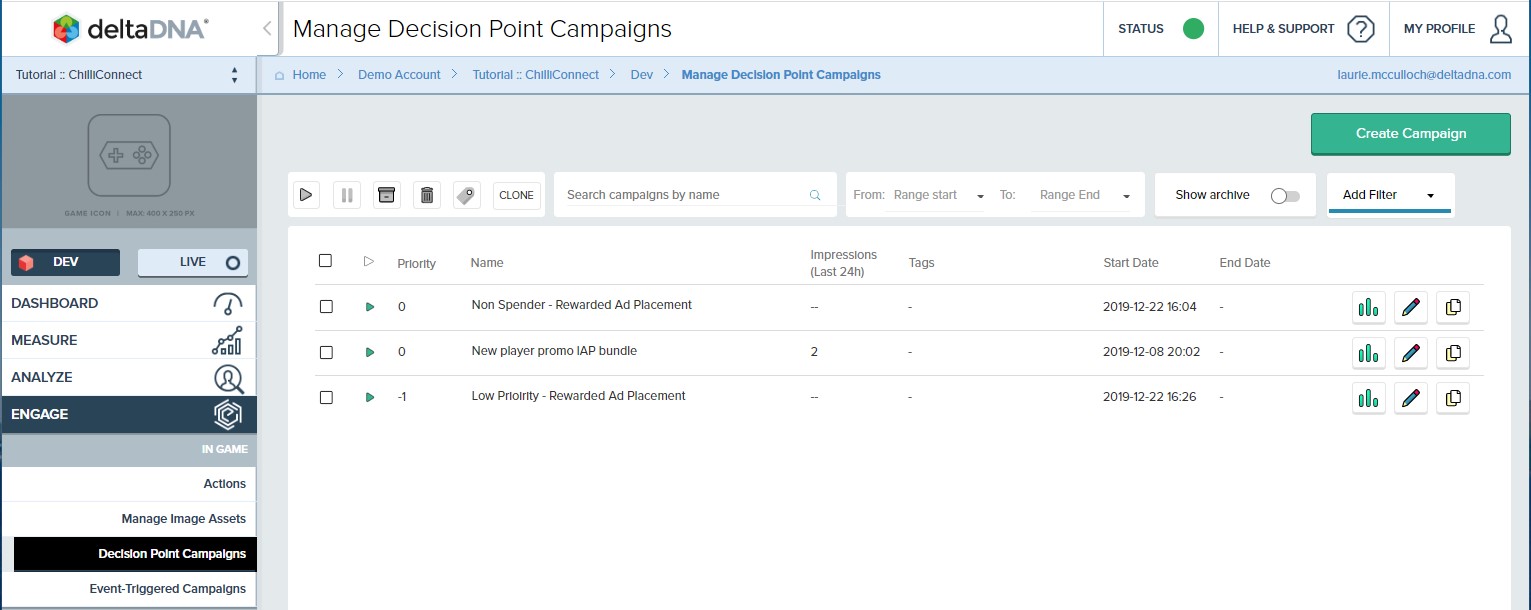 deltaDNA®
Manage Decision Point Campaigns
STATUS
HELP & SUPPORT
MY PROFILE
Tutorial :: ChilliConnect
Home > Demo Account > Tutorial :: ChilliConnect > Dev > Manage Decision Point Campaigns
laurie.mcculloch@deltadna.com
GAME ICON | MAX: 400 X 250 PX
DEV
LIVE
DASHBOARD
MEASURE
ANALYZE
ENGAGE
IN GAME
Actions
Manage Image Assets
Decision Point Campaigns
Event-Triggered Campaigns
Create Campaign
CLONE
Search campaigns by name
From: Range start
To: Range End
Show archive
Add Filter
Priority Name Impressions (Last 24h) Tags Start Date End Date
0 Non Spender - Rewarded Ad Placement -- - 2019-12-22 16:04 -
0 New player promo IAP bundle 2 - 2019-12-08 20:02 -
-1 Low Prioirity - Rewarded Ad Placement -- - 2019-12-22 16:26 -